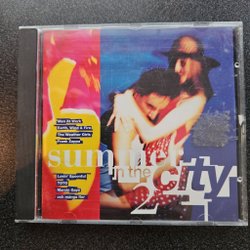 Men At Work
Earth, Wind & Fire
The Weather Girls
Frank Zappa
summer
in the
city
2
Lovin' Spoonful
Spin
Marvin Gaye